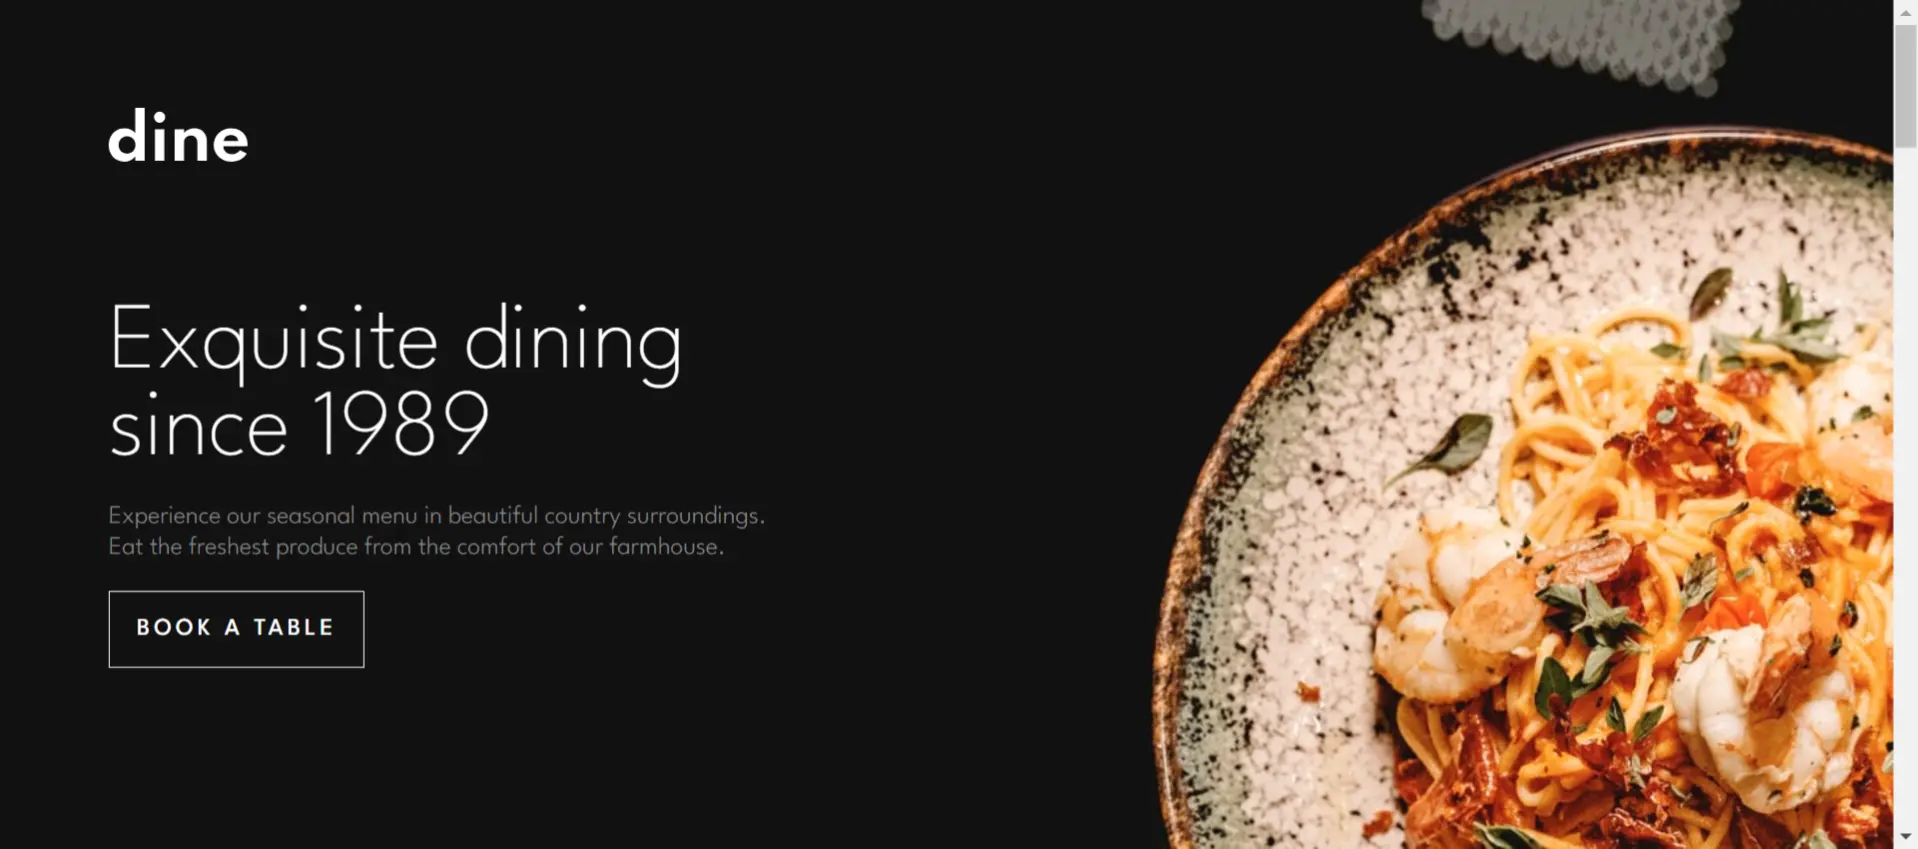 dine
Exquisite dining
since 1989
Experience our seasonal menu in beautiful country surroundings.
Eat the freshest produce from the comfort of our farmhouse.
BOOK A TABLE